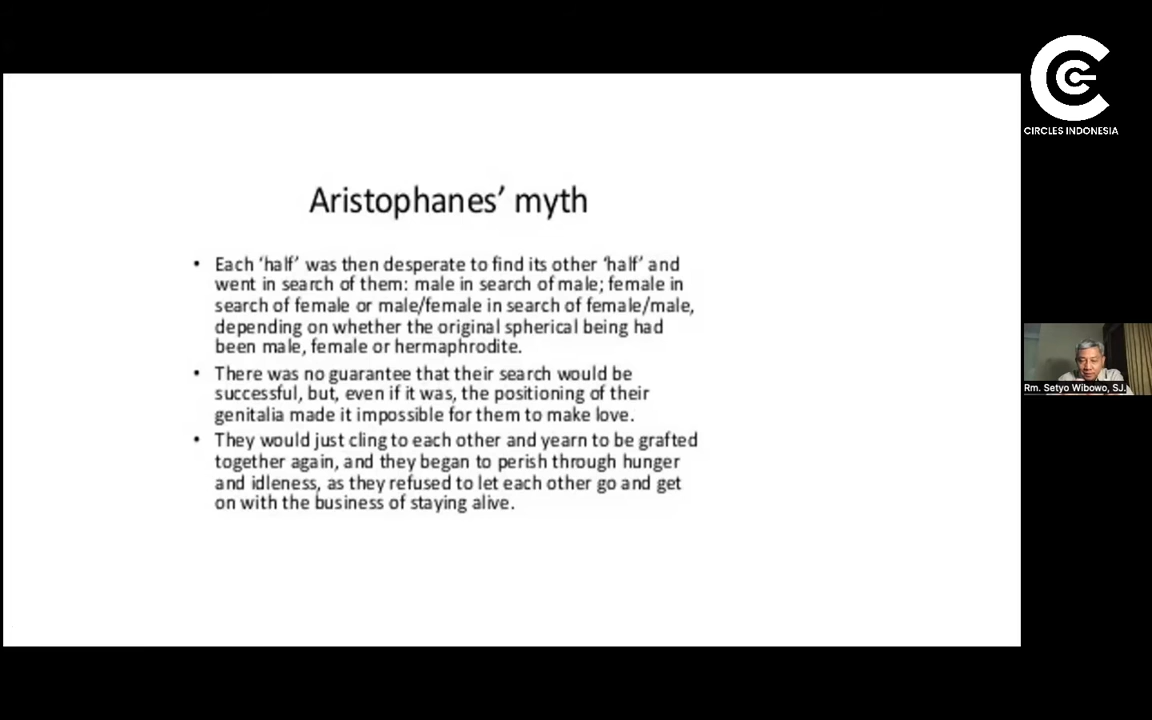 CIRCLES INDONESIA
Aristophanes’ myth
• Each ‘half’ was then desperate to find its other ‘half’ and
went in search of them: male in search of male; female in
search of female or male/female in search of female/male,
depending on whether the original spherical being had
been male, female or hermaphrodite.
• There was no guarantee that their search would be
successful, but, even if it was, the positioning of their
genitalia made it impossible for them to make love.
• They would just cling to each other and yearn to be grafted
together again, and they began to perish through hunger
and idleness, as they refused to let each other go and get
on with the business of staying alive.
Rm. Setyo Wibowo, SJ.